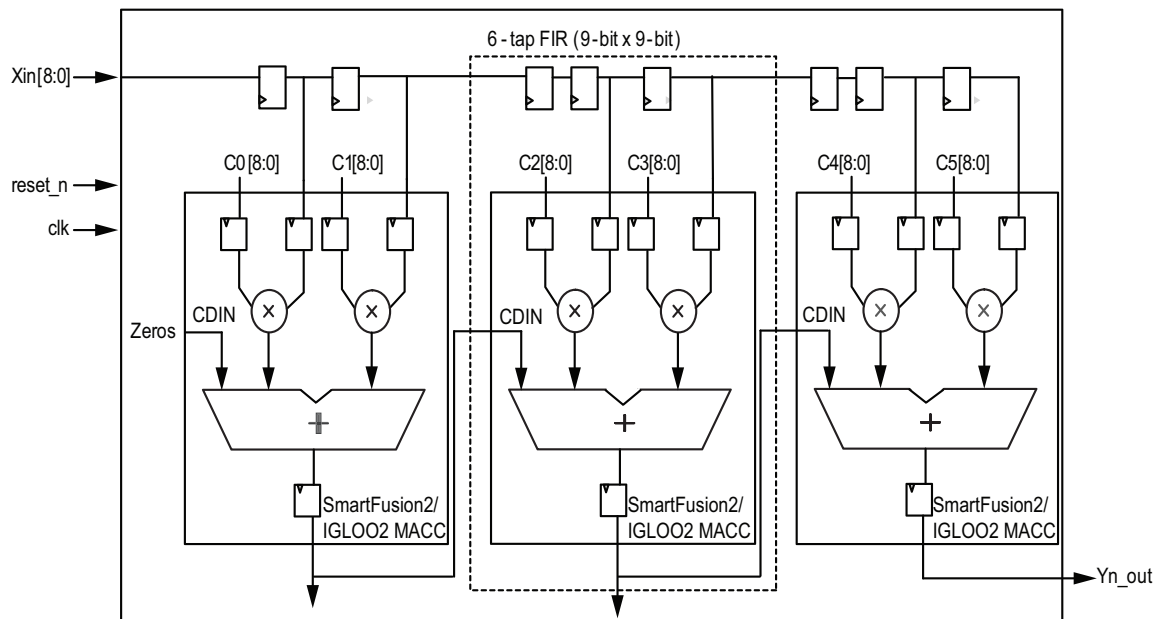 6-tap FIR (9-bit x 9-bit)
Xin[8:0]
C0[8:0]
C1[8:0]
C2[8:0]
C3[8:0]
C4[8:0]
C5[8:0]
reset_n
clk
Zeros
CDIN
CDIN
CDIN
SmartFusion2/
IGLOO2 MACC
SmartFusion2/
IGLOO2 MACC
SmartFusion2/
IGLOO2 MACC
Yn_out